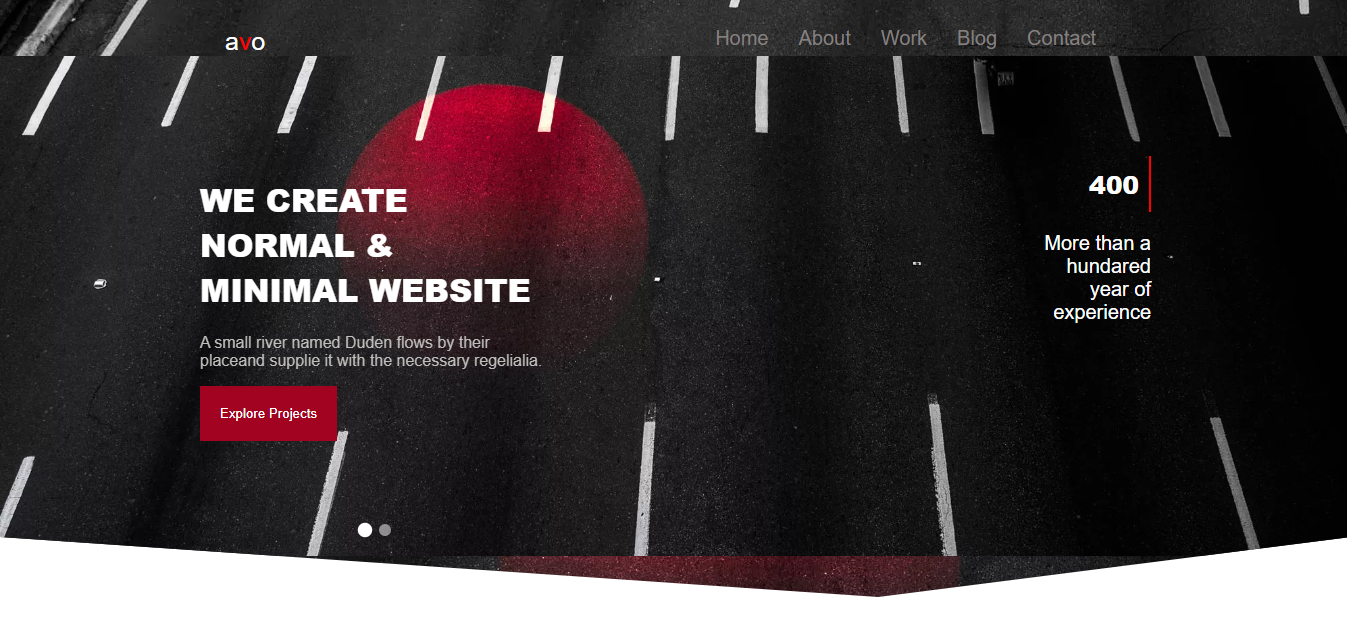 avo
Home About Work Blog Contact
WE CREATE
NORMAL &
MINIMAL WEBSITE
A small river named Duden flows by their
placeand supplie it with the necessary regelialia.
Explore Projects
400
More than a
hundared
year of
experience